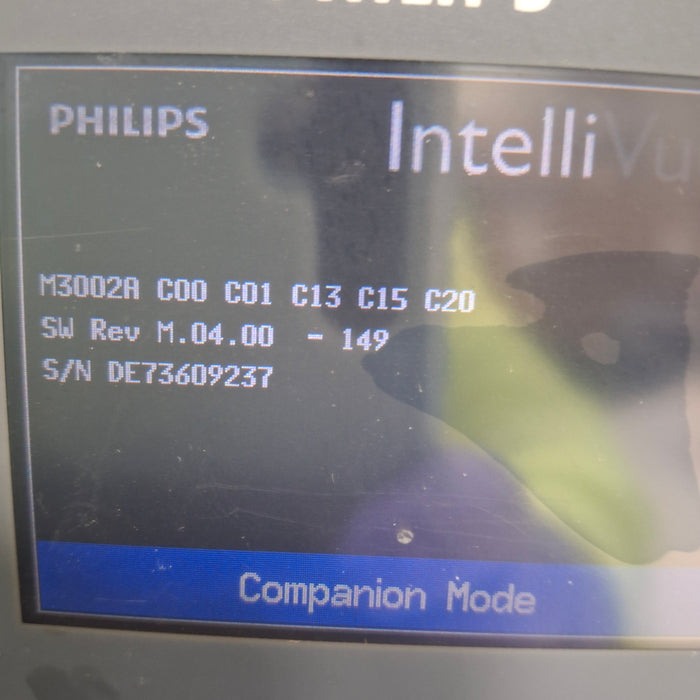 PHILIPS
IntelliVu
M3002A C00 C01 C13 C15 C20
SW Rev M.04.00 - 149
S/N DE73609237
Companion Mode